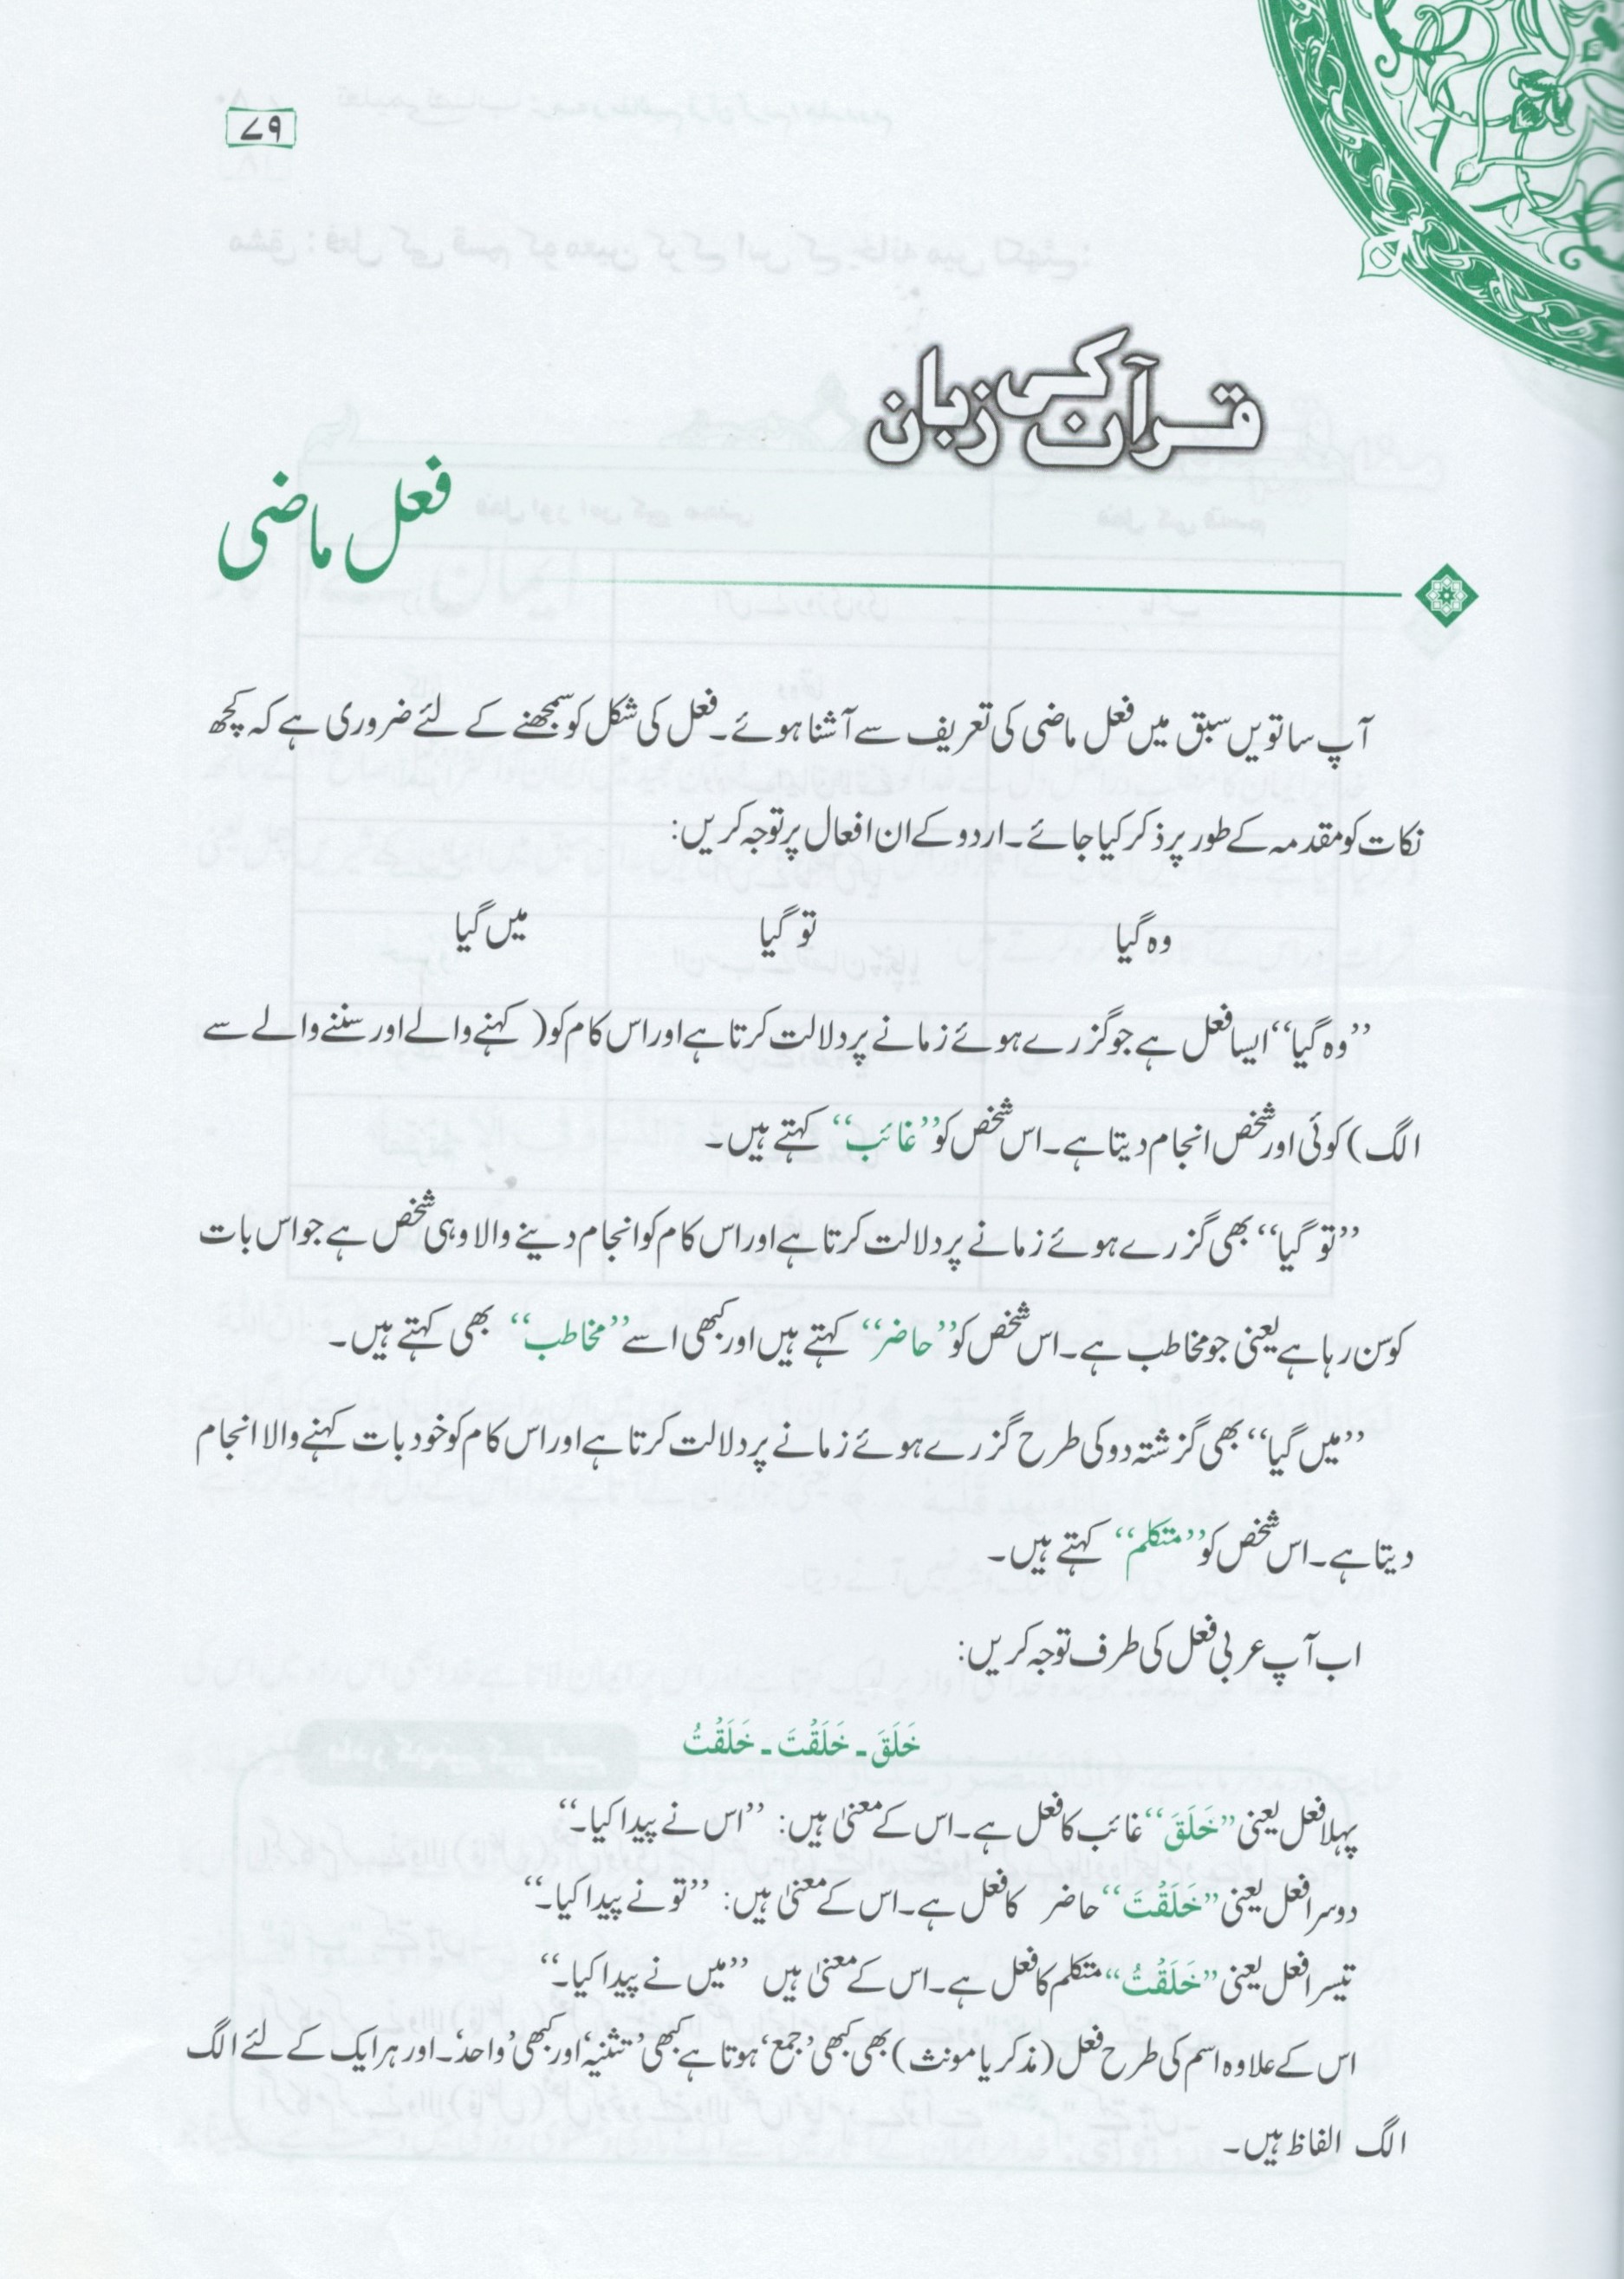 ۷۹
قرآن کی زبان
فعل ماضی
آپ ساتویں سبق میں فعل ماضی کی تعریف سے آشنا ہوئے۔ فعل کی شکل کو سمجھنے کے لئے ضروری ہے کہ کچھ
نکات کو مقدمہ کے طور پر ذکر کیا جائے۔ اردو کے ان افعال پر توجہ کریں:
وہ گیا تو گیا میں گیا
’’وہ گیا‘‘ ایسا فعل ہے جو گزرے ہوئے زمانے پر دلالت کرتا ہے اور اس کام کو (کہنے والے اور سننے والے سے
الگ) کوئی اور شخص انجام دیتا ہے۔ اس شخص کو ’’غائب‘‘ کہتے ہیں۔
’’تو گیا‘‘ بھی گزرے ہوئے زمانے پر دلالت کرتا ہے اور اس کام کو انجام دینے والا وہی شخص ہے جو اس بات
کو سن رہا ہے یعنی جو مخاطب ہے۔ اس شخص کو ’’حاضر‘‘ کہتے ہیں اور کبھی اسے ’’مخاطب‘‘ بھی کہتے ہیں۔
’’میں گیا‘‘ بھی گزشتہ دو کی طرح گزرے ہوئے زمانے پر دلالت کرتا ہے اور اس کام کو خود بات کہنے والا انجام
دیتا ہے۔ اس شخص کو ’’متکلم‘‘ کہتے ہیں۔
اب آپ عربی فعل کی طرف توجہ کریں:
خَلَقَ ۔ خَلَقْتَ ۔ خَلَقْتُ
پہلا فعل یعنی ’’خَلَقَ‘‘ غائب کا فعل ہے۔ اس کے معنیٰ ہیں: ’’اس نے پیدا کیا۔‘‘
دوسرا فعل یعنی ’’خَلَقْتَ‘‘ حاضر کا فعل ہے۔ اس کے معنیٰ ہیں: ’’تو نے پیدا کیا۔‘‘
تیسرا فعل یعنی ’’خَلَقْتُ‘‘ متکلم کا فعل ہے۔ اس کے معنیٰ ہیں ’’میں نے پیدا کیا۔‘‘
اس کے علاوہ اسم کی طرح فعل (مذکر یا مونث) بھی کبھی ’جمع‘ ہوتا ہے کبھی ’تثنیہ‘ اور کبھی ’واحد‘۔ اور ہر ایک کے لئے الگ
الگ الفاظ ہیں۔